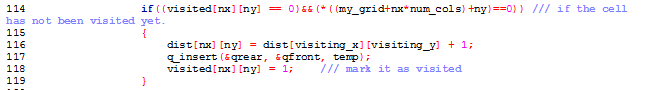 114 if((visited[nx][ny] == 0)&&(*((my_grid+nx*num_cols)+ny)==0)) /// if the cell
has not been visited yet.
115 {
116 dist[nx][ny] = dist[visiting_x][visiting_y] + 1;
117 q_insert(&qrear, &qfront, temp);
118 visited[nx][ny] = 1; /// mark it as visited
119 }